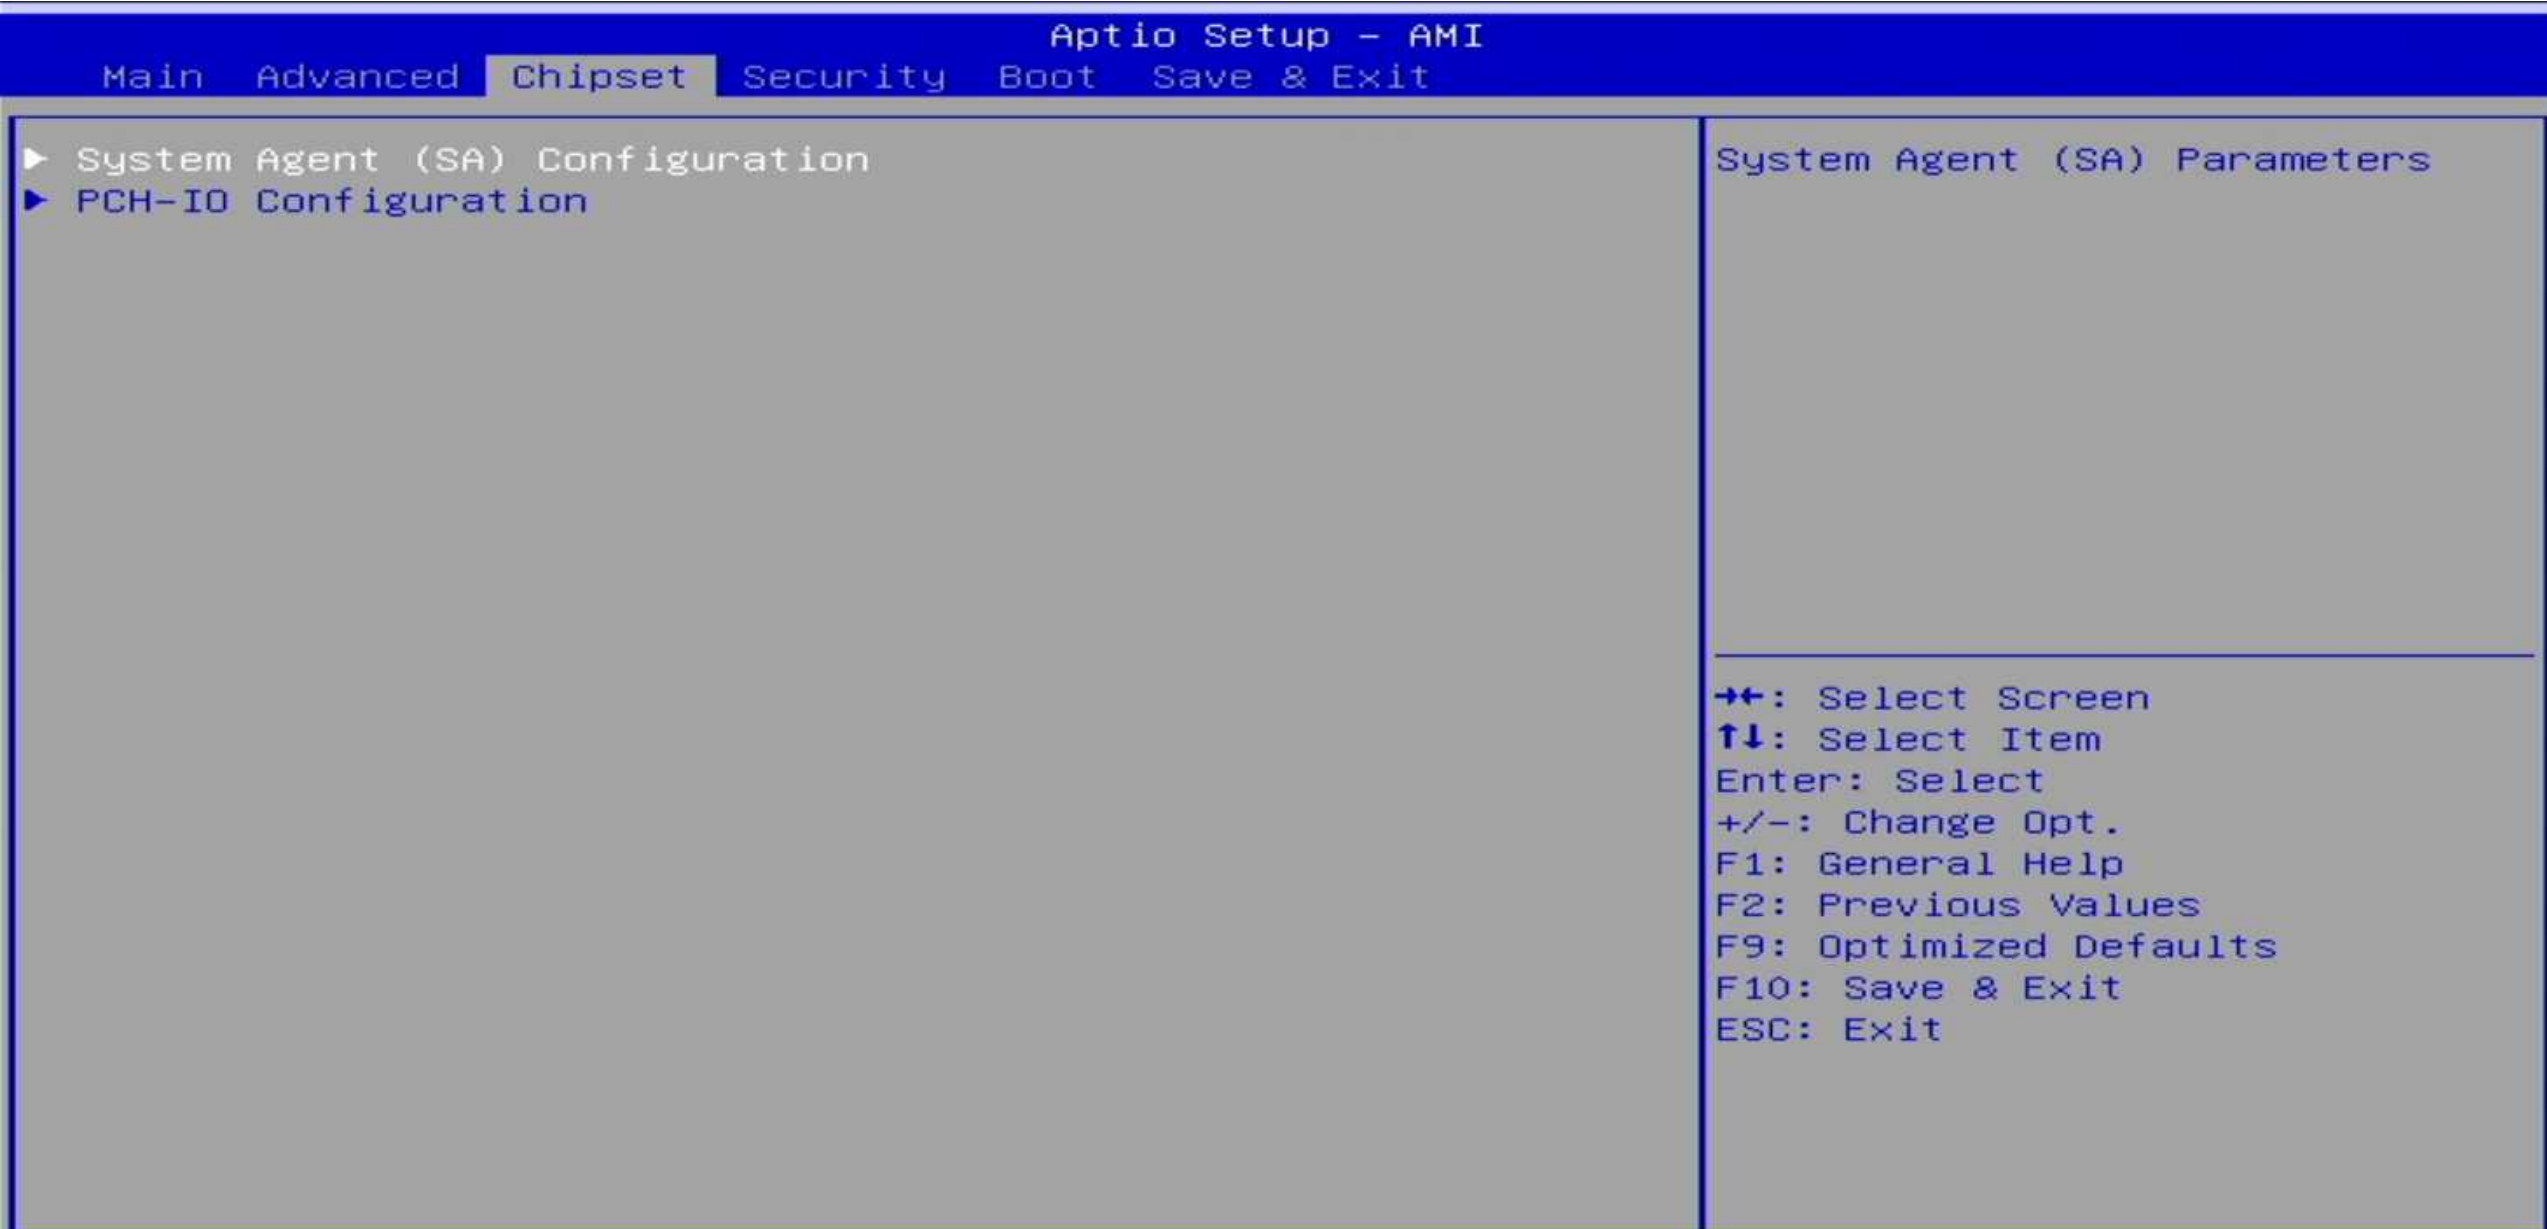 Aptio Setup – AMI
Main Advanced Chipset Security Boot Save & Exit
▶ System Agent (SA) Configuration
▶ PCH-IO Configuration
System Agent (SA) Parameters
→←: Select Screen
↑↓: Select Item
Enter: Select
+/-: Change Opt.
F1: General Help
F2: Previous Values
F9: Optimized Defaults
F10: Save & Exit
ESC: Exit